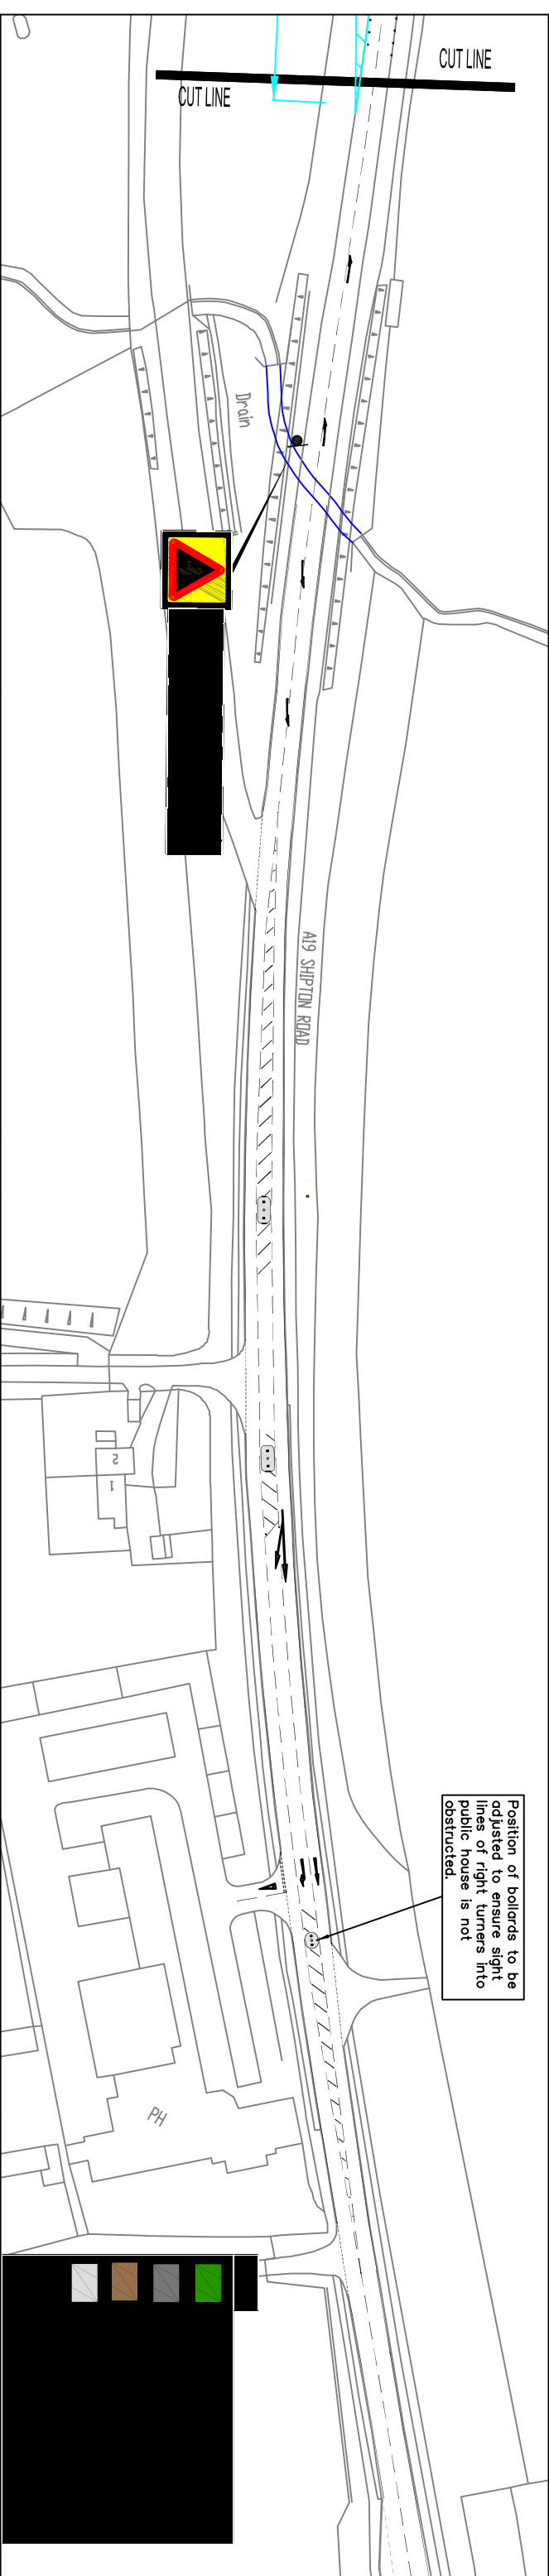 CUT LINE
CUT LINE
Drain
A19 SHIPTON ROAD
2
1
Position of bollards to be
adjusted to ensure sight
lines of right turners into
public house is not
obstructed.
PH